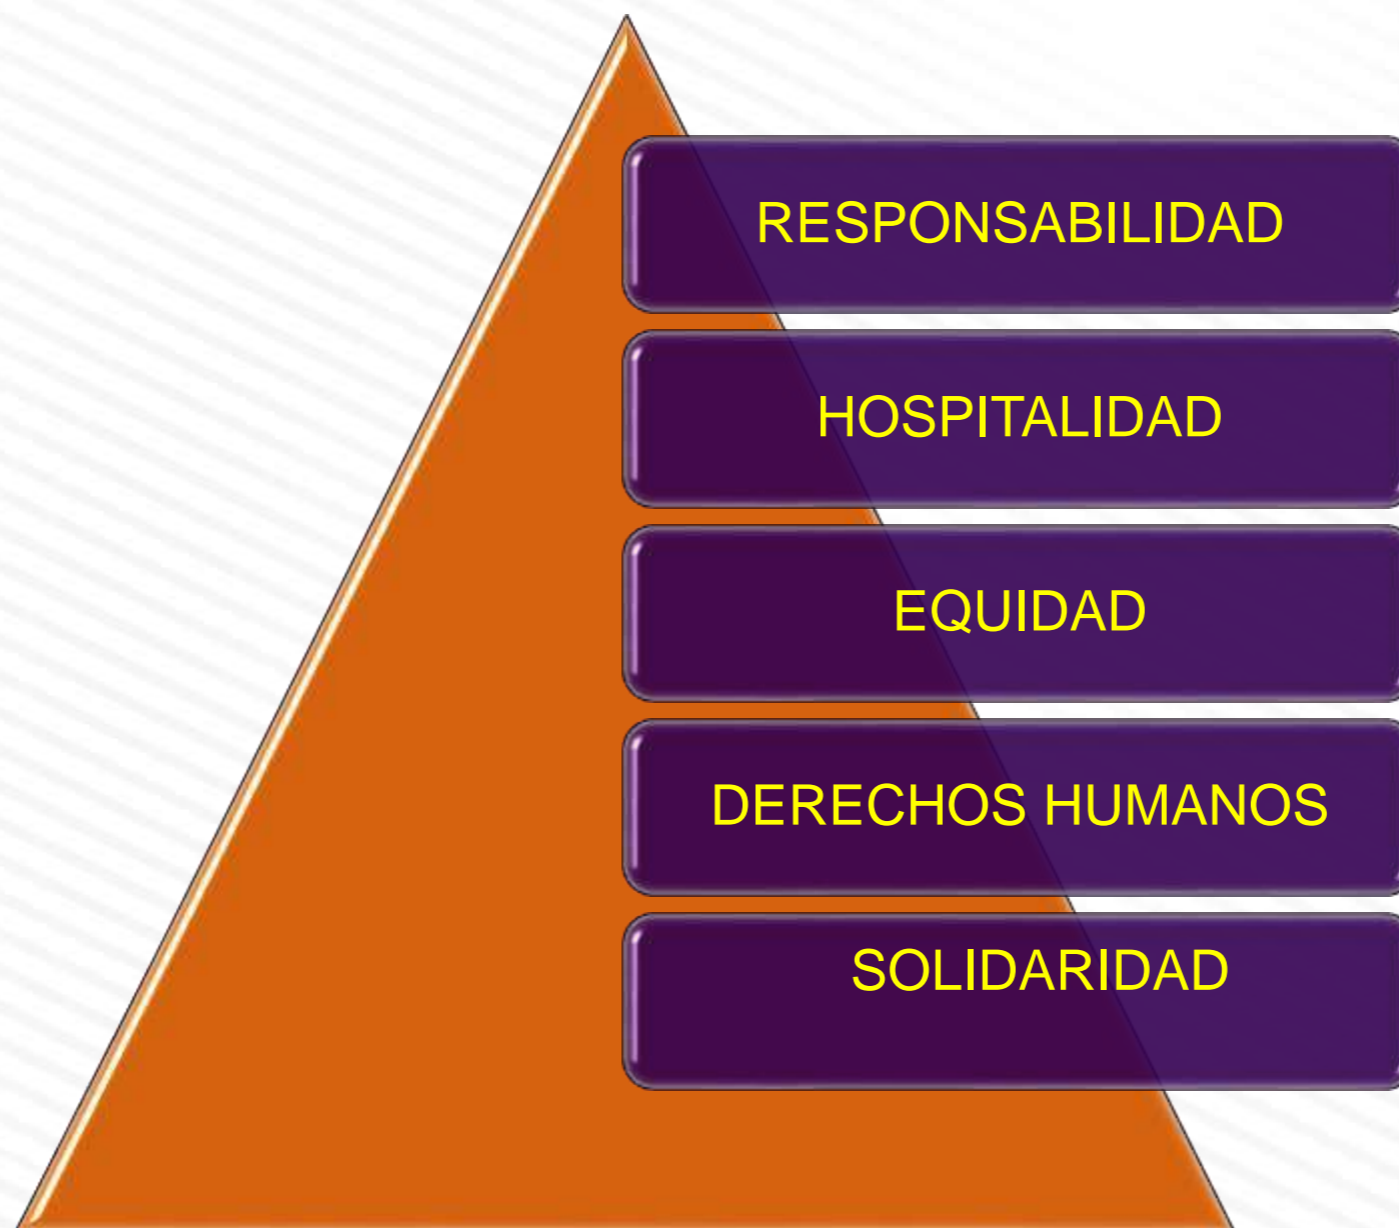 RESPONSABILIDAD
HOSPITALIDAD
EQUIDAD
DERECHOS HUMANOS
SOLIDARIDAD